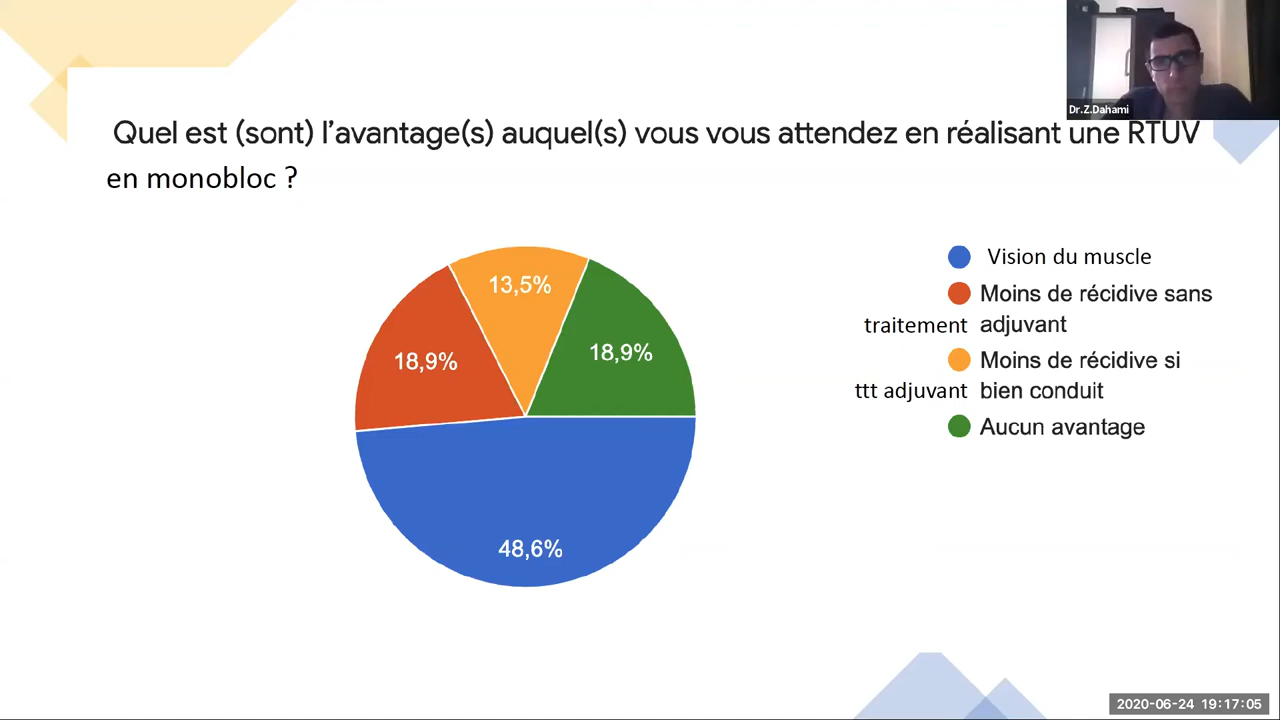 Dr.Z.Dahami
Quel est (sont) l'avantage(s) auquel(s) vous vous attendez en réalisant une RTUV
en monobloc ?
13,5%
18,9%
18,9%
48,6%
Vision du muscle
Moins de récidive sans
traitement adjuvant
Moins de récidive si
ttt adjuvant bien conduit
Aucun avantage
2020-06-24 19:17:05